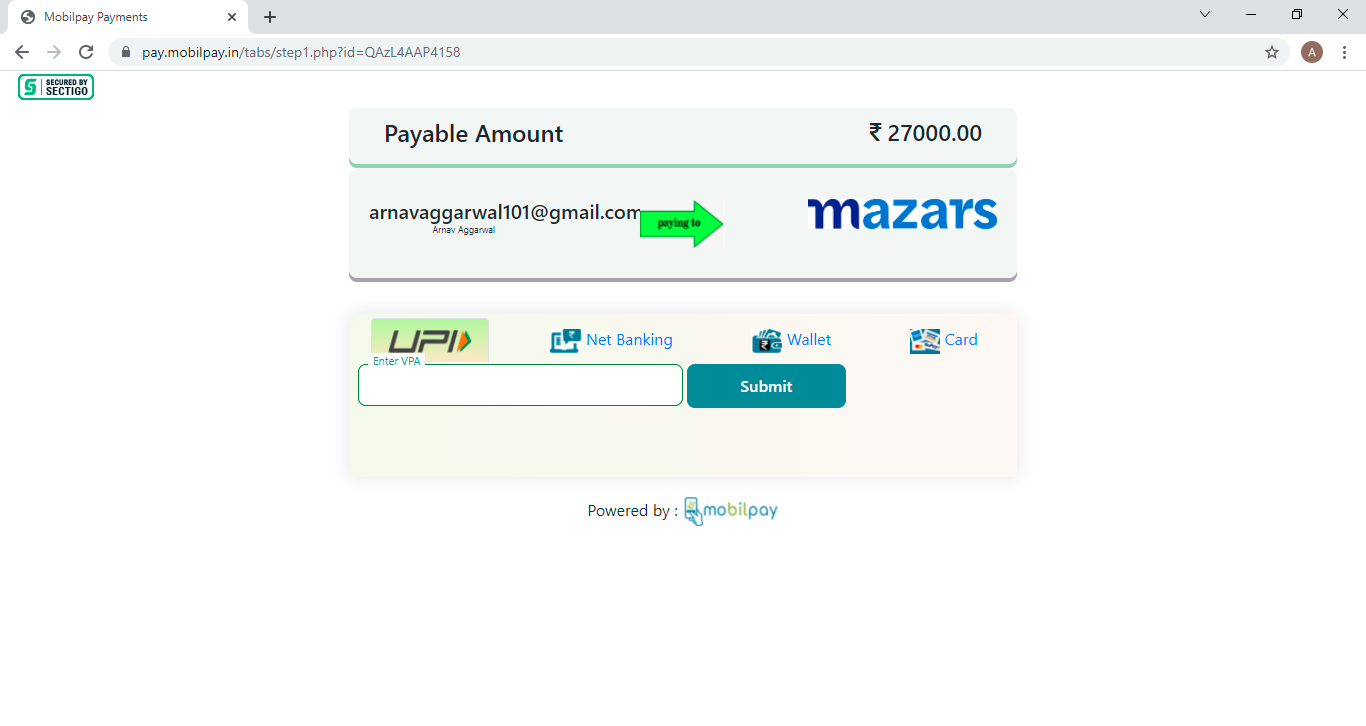 Mobilpay Payments
pay.mobilpay.in/tabs/step1.php?id=QAzL4AAP4158
A
SECURED BY
SECTIGO
Payable Amount ₹ 27000.00
arnavaggarwal101@gmail.com paying to mazars
Arnav Aggarwal
UPI Net Banking Wallet Card
Enter VPA
Submit
Powered by : mobilpay